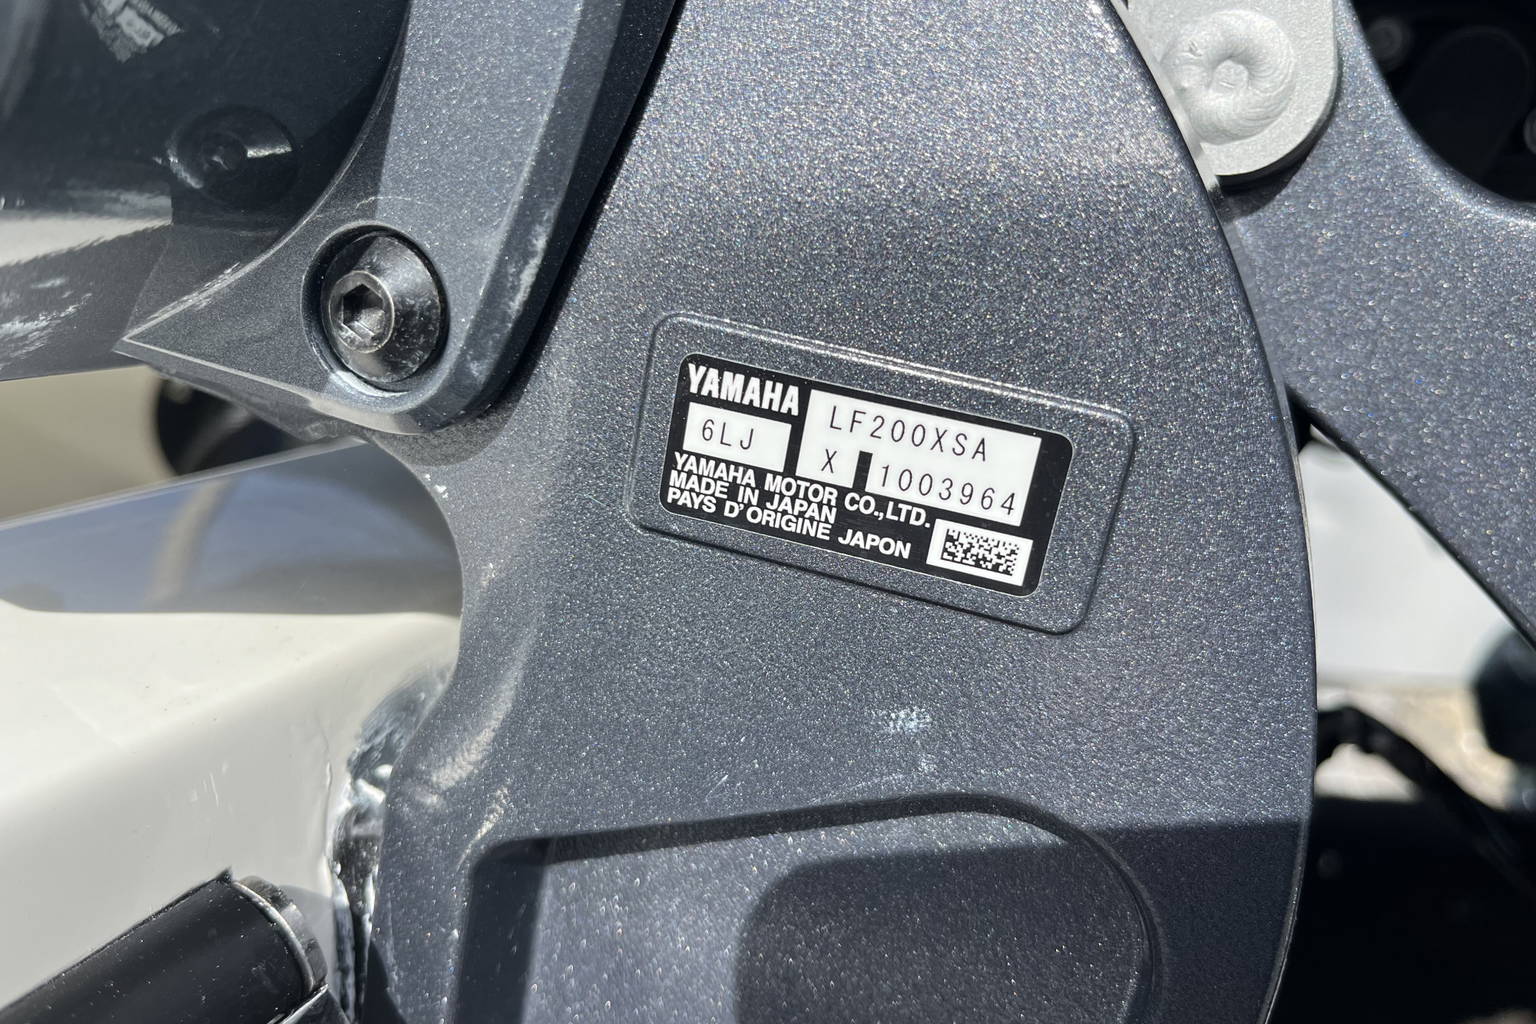 YAMAHA
LF200XSA
6LJ
X
1003964
YAMAHA MOTOR CO.,LTD.
MADE IN JAPAN
PAYS D'ORIGINE JAPON